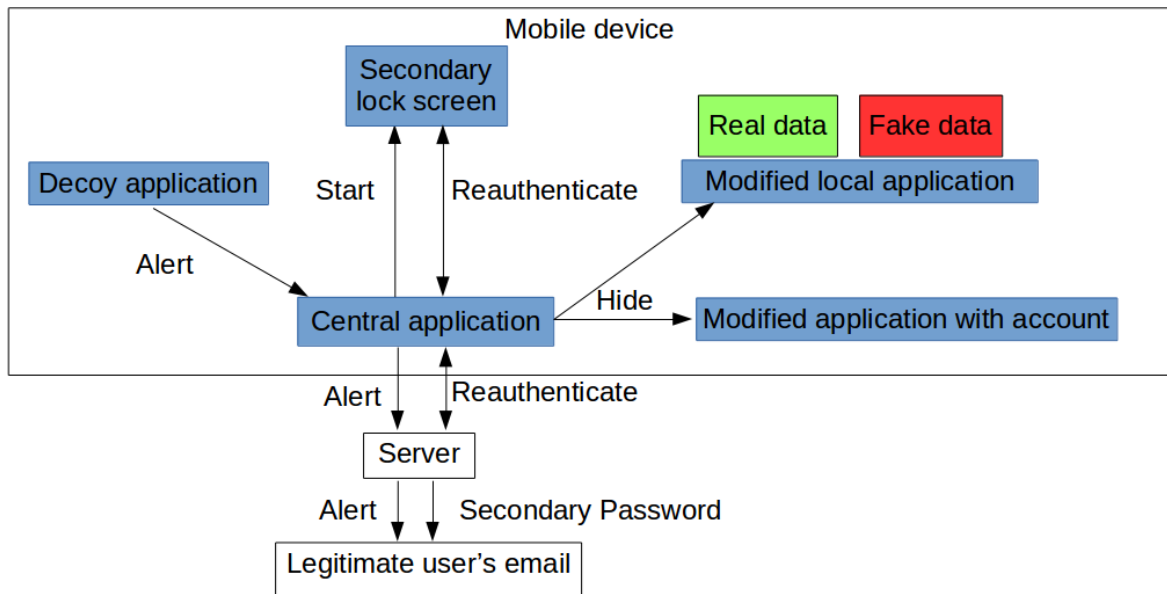 Mobile device
Secondary
lock screen
Real data
Fake data
Decoy application
Modified local application
Start
Reauthenticate
Alert
Hide
Central application
Modified application with account
Alert
Reauthenticate
Server
Alert
Secondary Password
Legitimate user's email